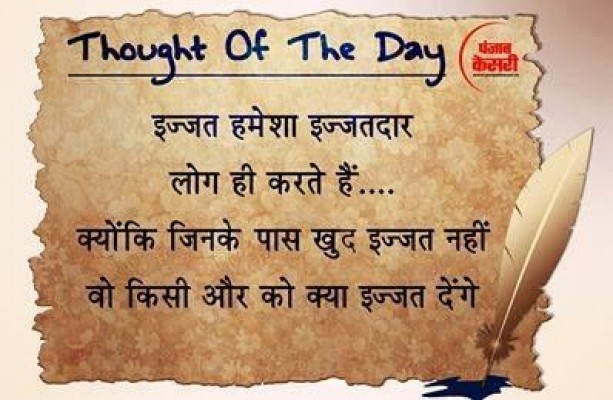 Thought Of The Day
पंजाब
केसरी
इज्जत हमेशा इज्जतदार
लोग ही करते हैं....
क्योंकि जिनके पास खुद इज्जत नहीं
वो किसी और को क्या इज्जत देंगे